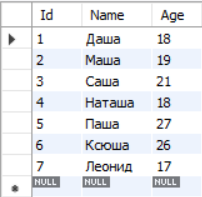 Id Name Age
1 Даша 18
2 Маша 19
3 Саша 21
4 Наташа 18
5 Паша 27
6 Ксюша 26
7 Леонид 17
NULL NULL NULL